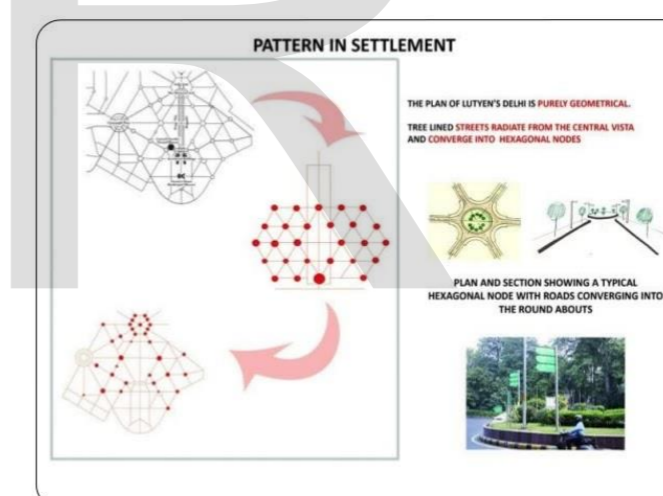 PATTERN IN SETTLEMENT
THE PLAN OF LUTYEN'S DELHI IS PURELY GEOMETRICAL.
TREE LINED STREETS RADIATE FROM THE CENTRAL VISTA
AND CONVERGE INTO HEXAGONAL NODES
PLAN AND SECTION SHOWING A TYPICAL
HEXAGONAL NODE WITH ROADS CONVERGING INTO
THE ROUND ABOUTS